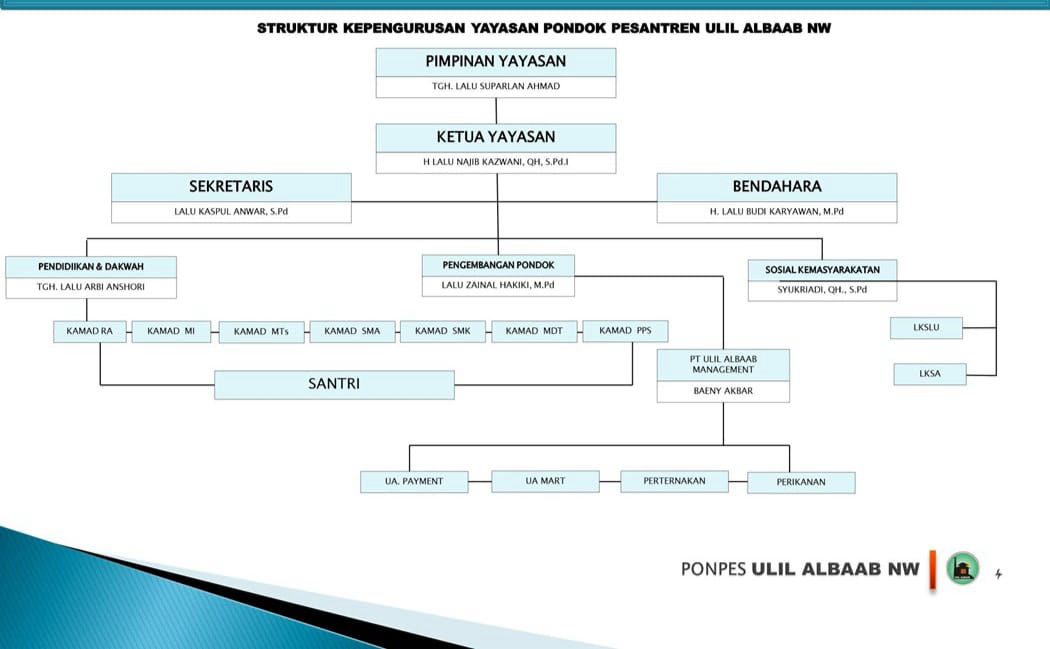 STRUKTUR KEPENGURUSAN YAYASAN PONDOK PESANTREN ULIL ALBAAB NW
PIMPINAN YAYASAN
TGH. LALU SUPARLAN AHMAD
KETUA YAYASAN
H LALU NAJIB KAZWANI, QH, S.Pd.I
SEKRETARIS
LALU KASPUL ANWAR, S.Pd
BENDAHARA
H. LALU BUDI KARYAWAN, M.Pd
PENDIDIIKAN & DAKWAH
TGH. LALU ARBI ANSHORI
PENGEMBANGAN PONDOK
LALU ZAINAL HAKIKI, M.Pd
SOSIAL KEMASYARAKATAN
SYUKRIADI, QH., S.Pd
KAMAD RA
KAMAD MI
KAMAD MTs
KAMAD SMA
KAMAD SMK
KAMAD MDT
KAMAD PPS
LKSLU
LKSA
SANTRI
PT ULIL ALBAAB
MANAGEMENT
BAENY AKBAR
UA. PAYMENT
UA MART
PERTERNAKAN
PERIKANAN
PONPES ULIL ALBAAB NW